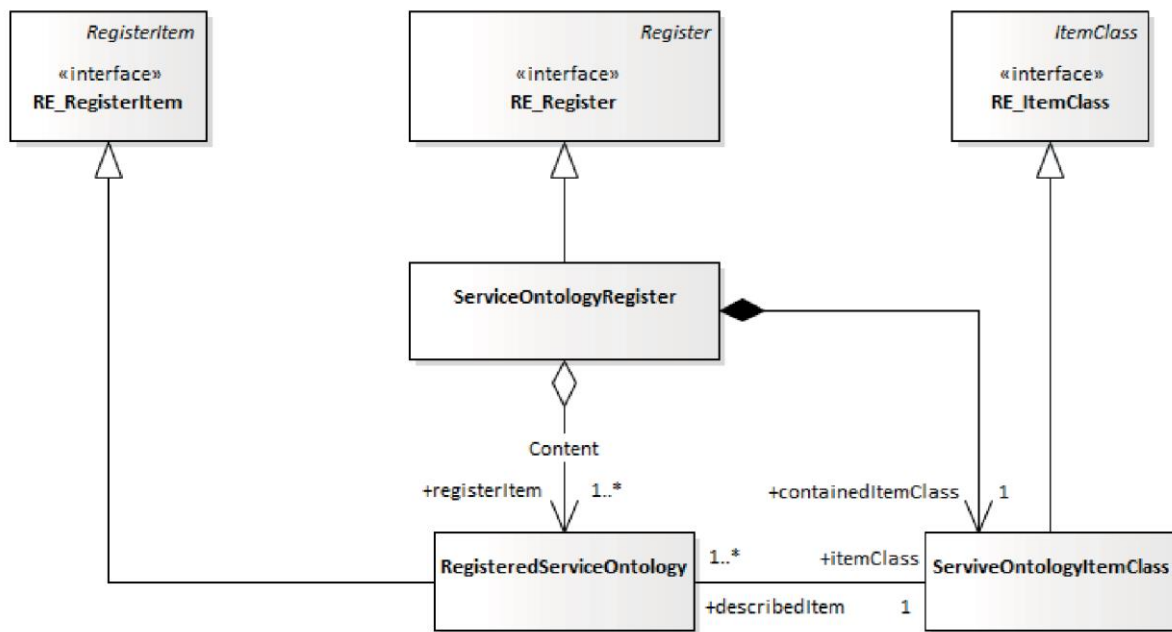 RegisterItem
«interface»
RE_RegisterItem
Register
«interface»
RE_Register
ItemClass
«interface»
RE_ItemClass
ServiceOntologyRegister
Content
+registerItem
1..*
+containedItemClass
1
RegisteredServiceOntology
1..*
+itemClass
+describedItem
1
ServiveOntologyItemClass